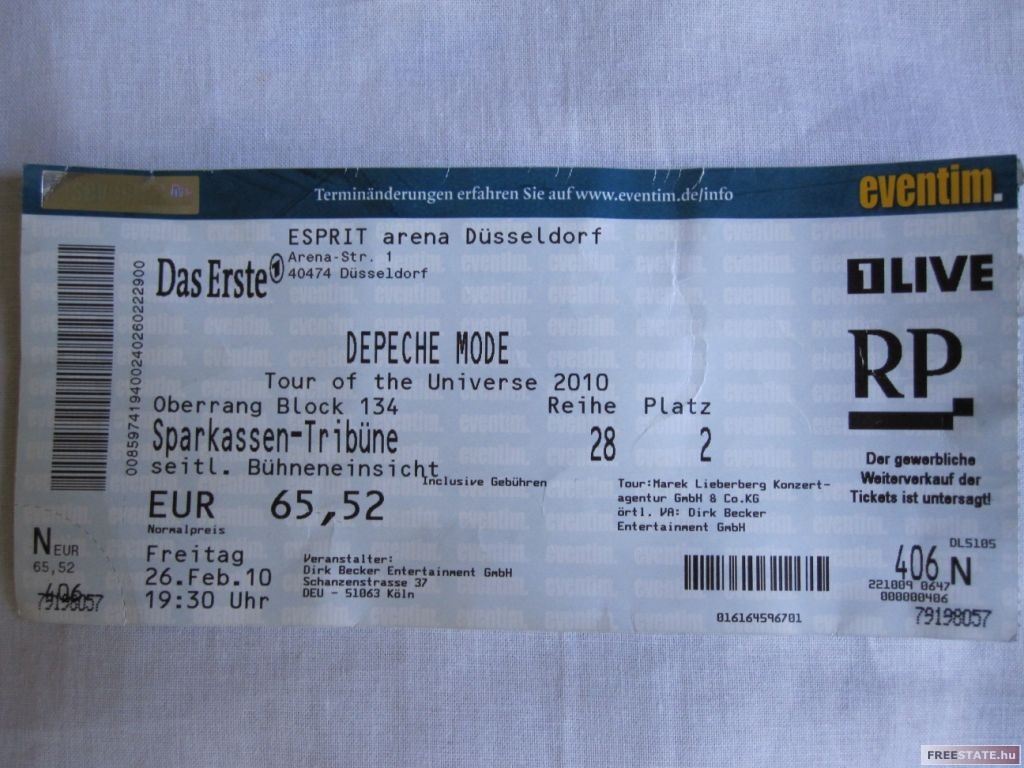 Terminänderungen erfahren Sie auf www.eventim.de/info
eventim.
ESPRIT arena Düsseldorf
Arena-Str. 1
40474 Düsseldorf
Das Erste 1
1LIVE
RP
008597419400240260222900
DEPECHE MODE
Tour of the Universe 2010
Oberrang Block 134 Reihe Platz
Sparkassen-Tribüne 28 2
seitl. Bühneneinsicht
Inclusive Gebühren
EUR 65,52
Normalpreis
Freitag
26.Feb.10
19:30 Uhr
Veranstalter:
Dirk Becker Entertainment GmbH
Schanzenstrasse 37
DEU - 51063 Köln
Tour:Marek Lieberberg Konzert-
agentur GmbH & Co.KG
örtl. VA: Dirk Becker
Entertainment GmbH
016164596701
Der gewerbliche
Weiterverkauf der
Tickets ist untersagt!
DL5185
406 N
221009 0647
000000406
79198057
N EUR
65,52
406
79198057
FREESTATE.hu